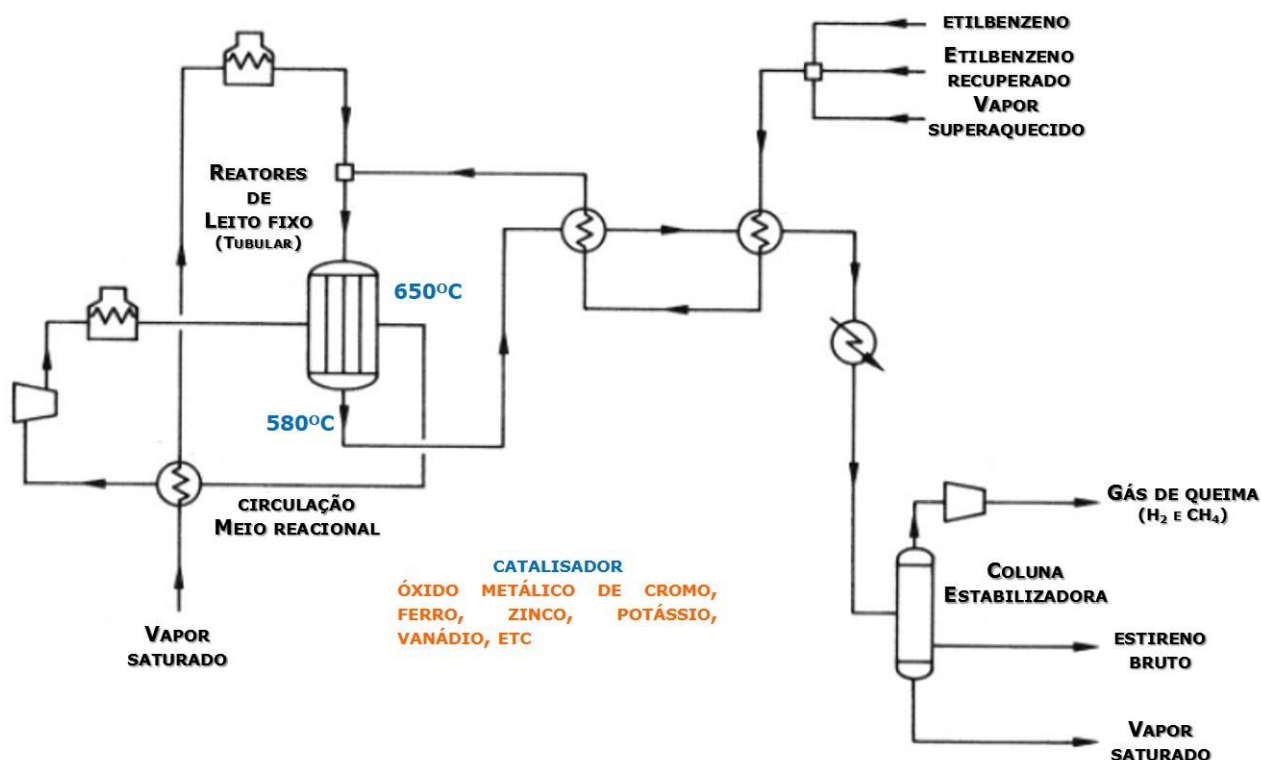 ETILBENZENO
ETILBENZENO
RECUPERADO
VAPOR
SUPERAQUECIDO
REATORES
DE
LEITO FIXO
(TUBULAR)
650ºC
580ºC
CIRCULAÇÃO
MEIO REACIONAL
GÁS DE QUEIMA
(H₂ E CH₄)
CATALISADOR
ÓXIDO METÁLICO DE CROMO,
FERRO, ZINCO, POTÁSSIO,
VANÁDIO, ETC
COLUNA
ESTABILIZADORA
VAPOR
SATURADO
ESTIRENO
BRUTO
VAPOR
SATURADO